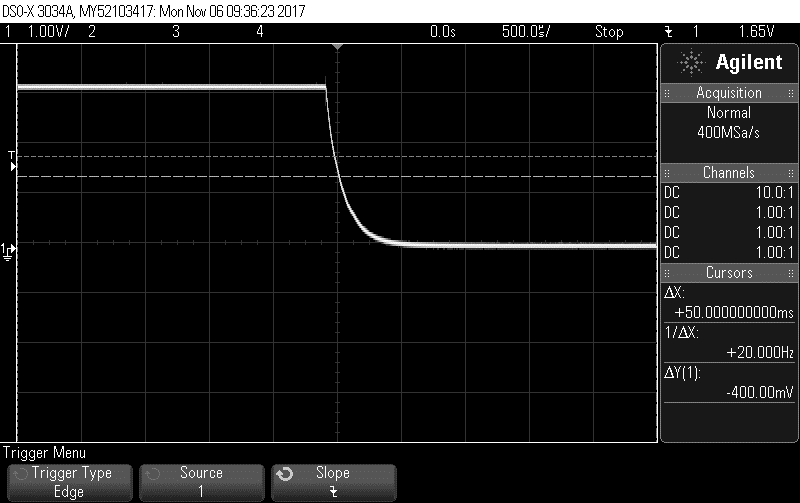 DSO-X 3034A, MY52103417: Mon Nov 06 09:36:23 2017
1 1.00V/ 2 3 4 0.0s 500.0µs/ Stop 1 1.65V
Agilent
Acquisition
Normal
400MSa/s
Channels
DC 10.0:1
DC 1.00:1
DC 1.00:1
DC 1.00:1
Cursors
ΔX:
+50.000000000ms
1/ΔX:
+20.000Hz
ΔY(1):
-400.00mV
T
1
Trigger Menu
Trigger Type
Edge
Source
1
Slope